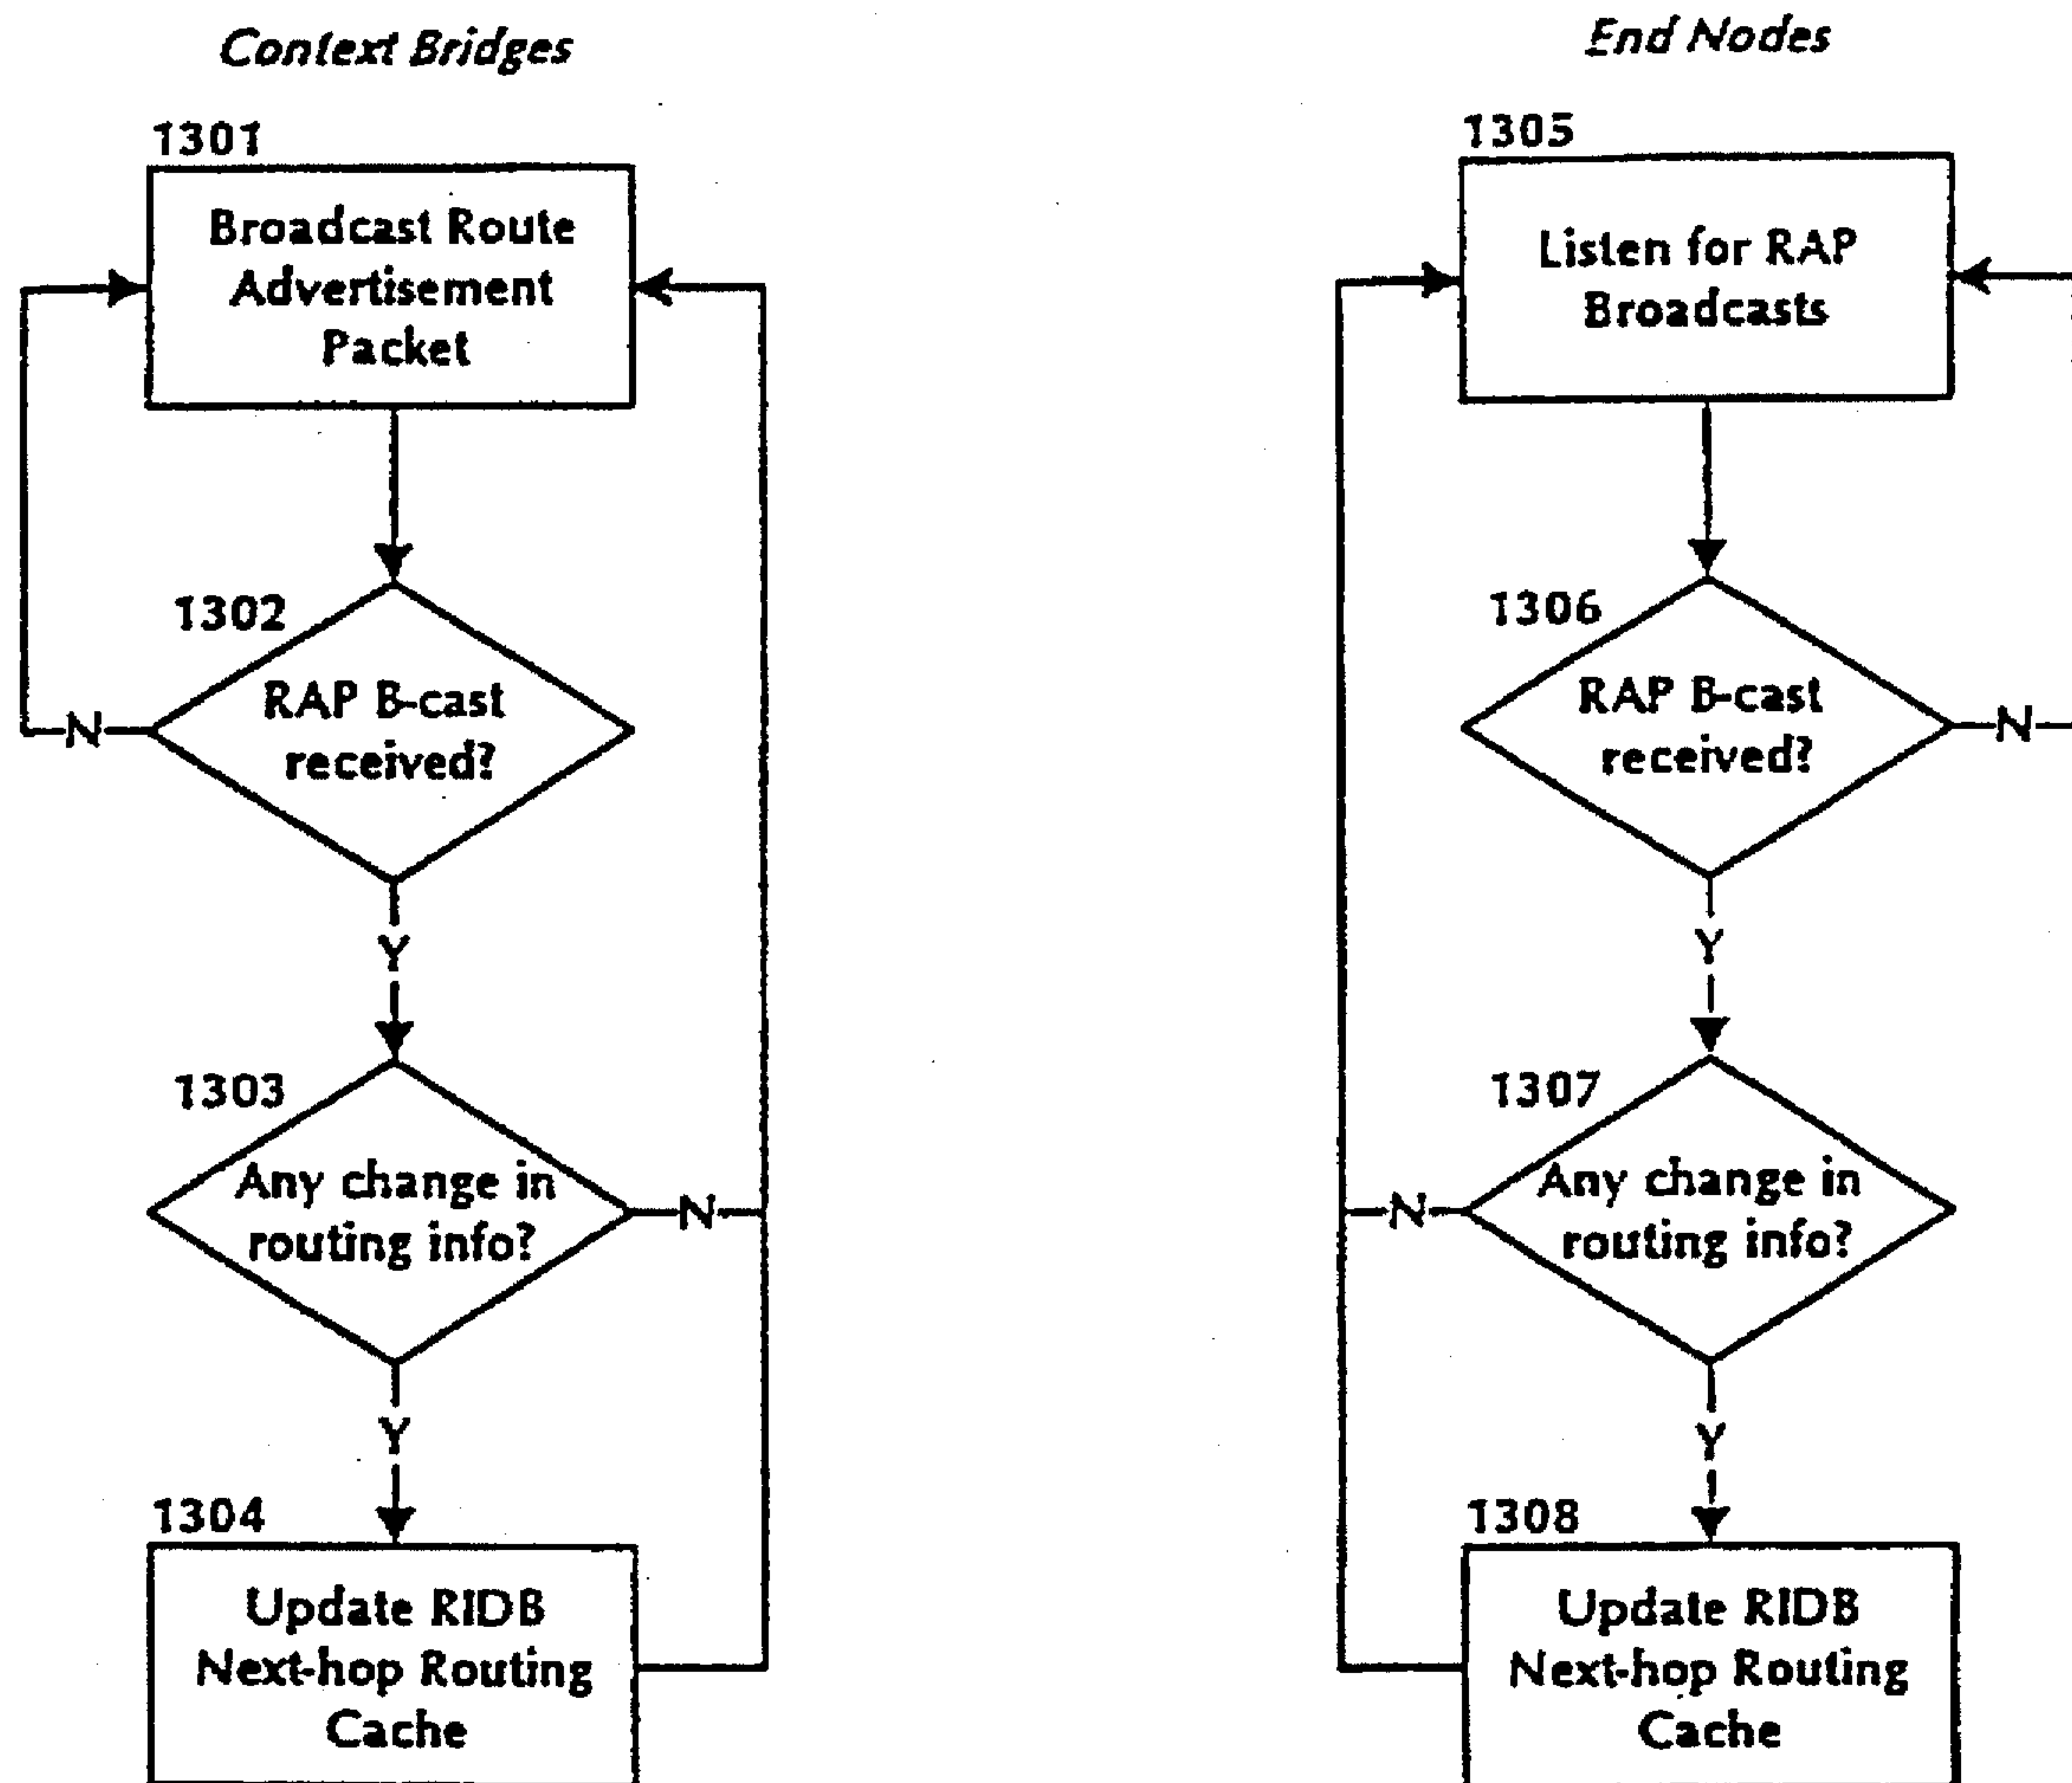 Context Bridges
1301
Broadcast Route
Advertisement
Packet
1302
RAP B-cast
received?
N
Y
1303
Any change in
routing info?
N
Y
1304
Update RIDB
Next-hop Routing
Cache
End Nodes
1305
Listen for RAP
Broadcasts
1306
RAP B-cast
received?
N
Y
1307
Any change in
routing info?
N
Y
1308
Update RIDB
Next-hop Routing
Cache